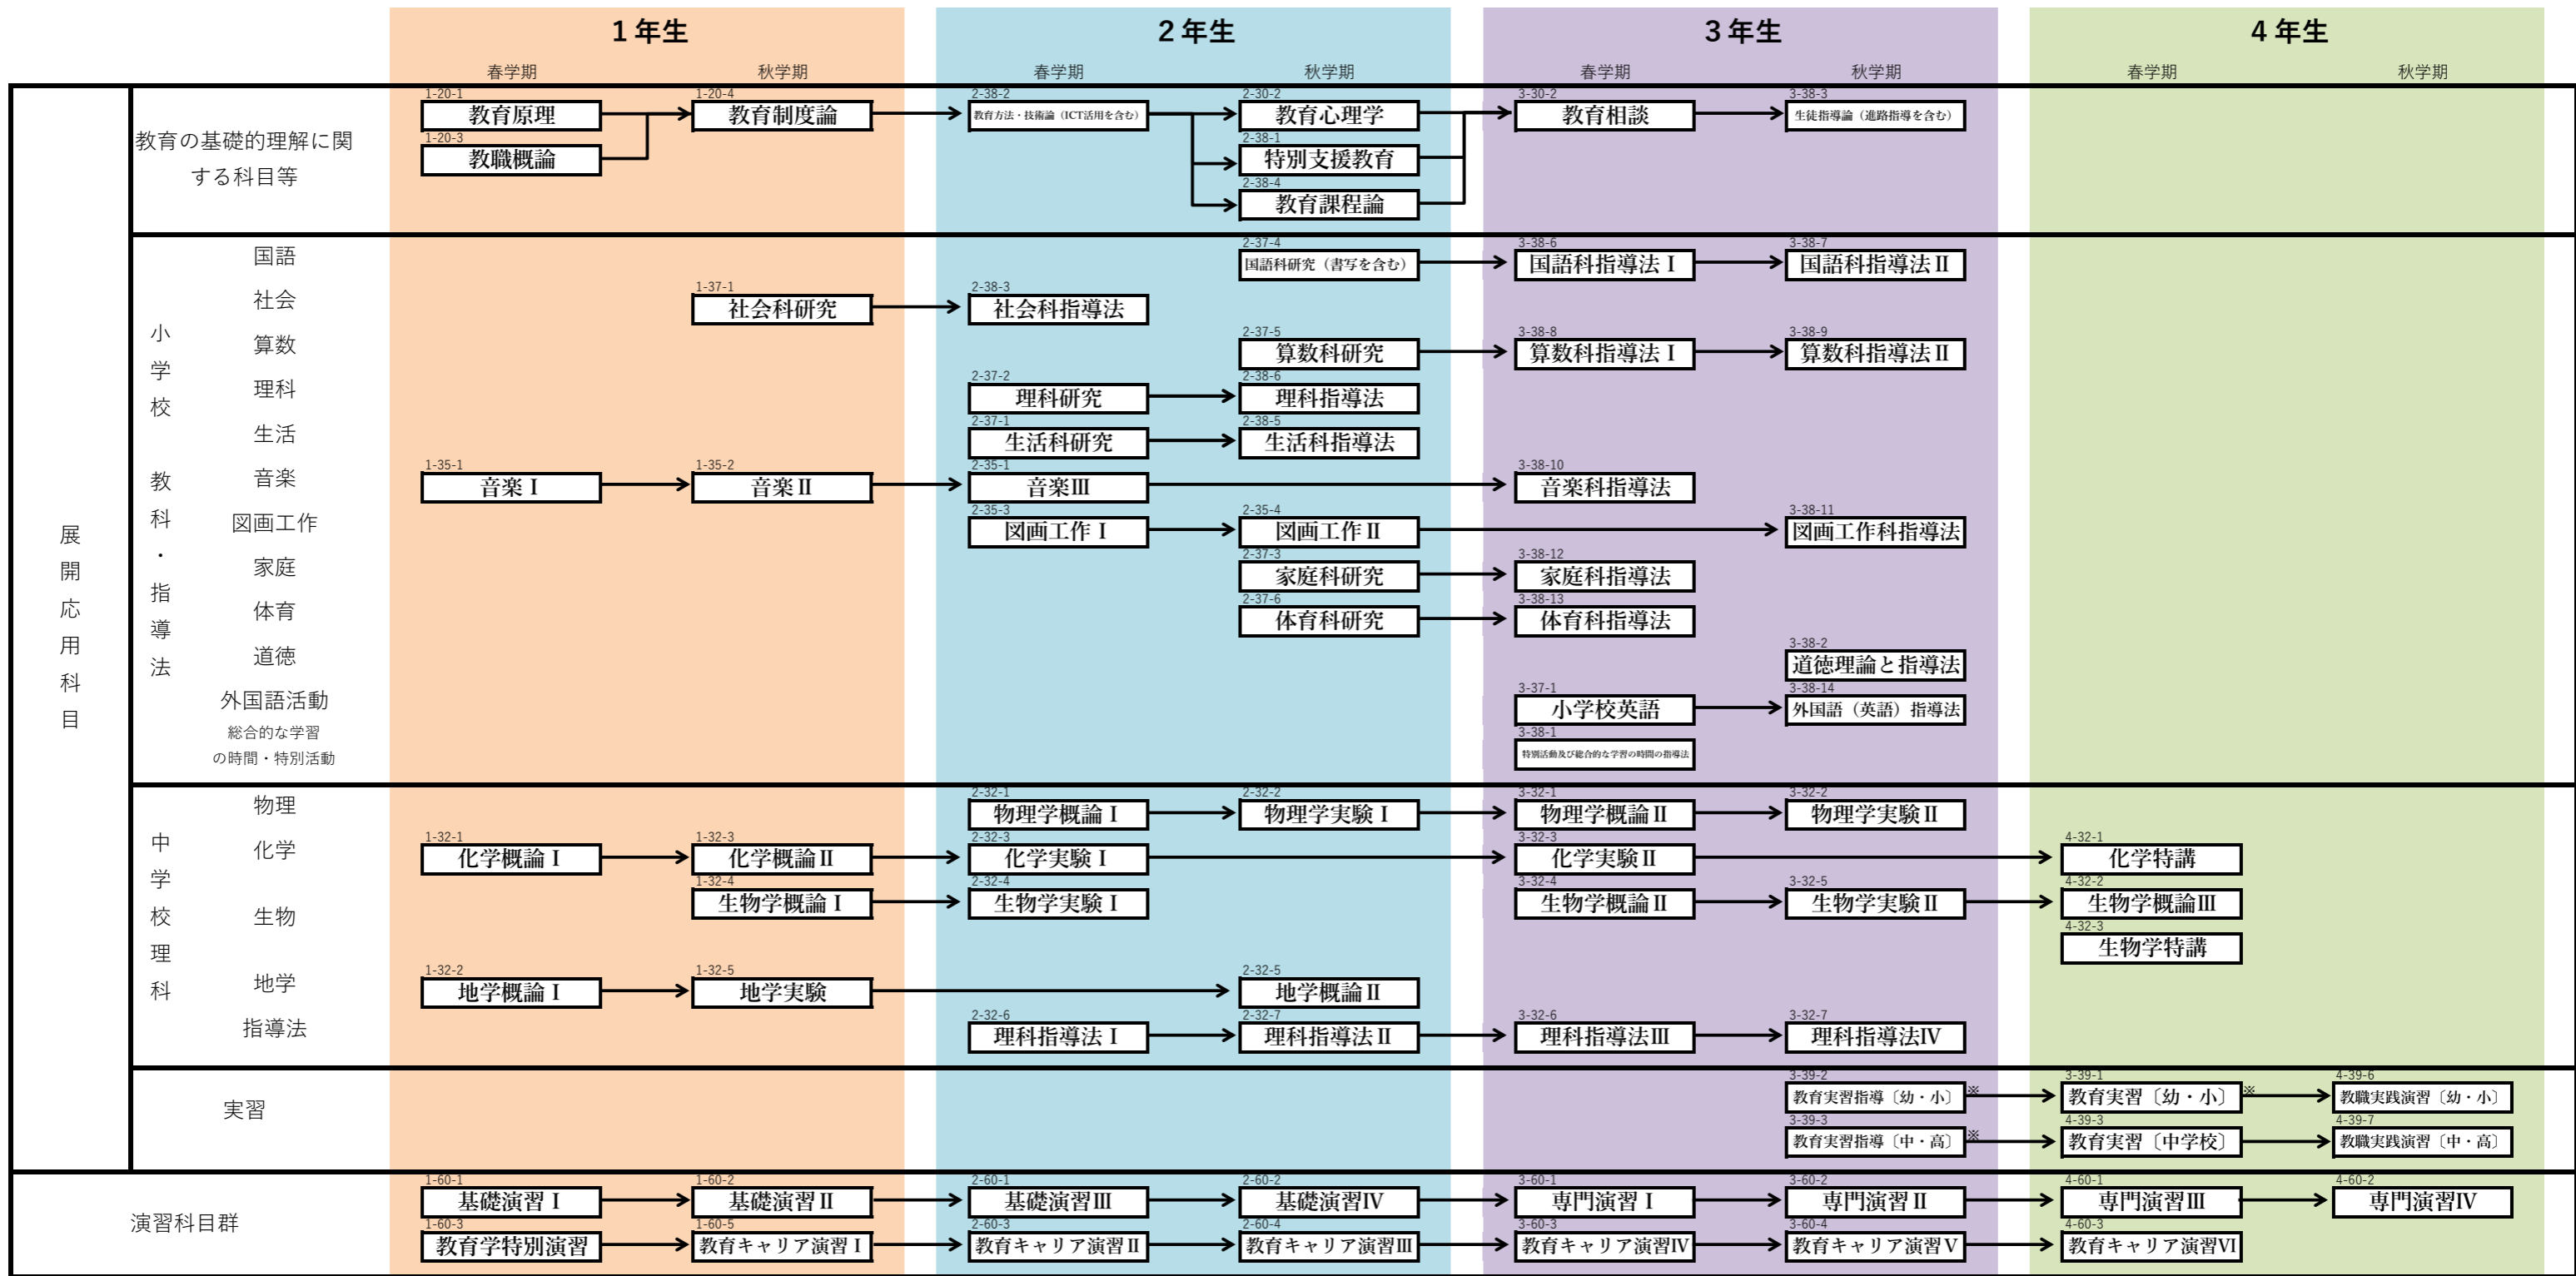 1 年生
2 年生
3 年生
4 年生
春学期
秋学期
春学期
秋学期
春学期
秋学期
春学期
秋学期
展開応用科目
教育の基礎的理解に関
する科目等
1-20-1
教育原理
1-20-4
教育制度論
2-38-2
教育方法・技術論（ICT活用を含む）
2-30-2
教育心理学
3-30-2
教育相談
3-38-3
生徒指導論（進路指導を含む）
1-20-3
教職概論
2-38-1
特別支援教育
2-38-4
教育課程論
小学校 教科・指導法
国語
2-37-4
国語科研究（書写を含む）
3-38-6
国語科指導法Ⅰ
3-38-7
国語科指導法Ⅱ
社会
1-37-1
社会科研究
2-38-3
社会科指導法
算数
2-37-5
算数科研究
3-38-8
算数科指導法Ⅰ
3-38-9
算数科指導法Ⅱ
理科
2-37-2
理科研究
2-38-6
理科指導法
生活
2-37-1
生活科研究
2-38-5
生活科指導法
音楽
1-35-1
音楽Ⅰ
1-35-2
音楽Ⅱ
2-35-1
音楽Ⅲ
3-38-10
音楽科指導法
図画工作
2-35-3
図画工作Ⅰ
2-35-4
図画工作Ⅱ
3-38-11
図画工作科指導法
家庭
2-37-3
家庭科研究
3-38-12
家庭科指導法
体育
2-37-6
体育科研究
3-38-13
体育科指導法
道徳
3-38-2
道徳理論と指導法
外国語活動
3-37-1
小学校英語
3-38-14
外国語（英語）指導法
総合的な学習
の時間・特別活動
3-38-1
特別活動及び総合的な学習の時間の指導法
中学校理科
物理
2-32-1
物理学概論Ⅰ
2-32-2
物理学実験Ⅰ
3-32-1
物理学概論Ⅱ
3-32-2
物理学実験Ⅱ
化学
1-32-1
化学概論Ⅰ
1-32-3
化学概論Ⅱ
2-32-3
化学実験Ⅰ
3-32-3
化学実験Ⅱ
4-32-1
化学特講
生物
1-32-4
生物学概論Ⅰ
2-32-4
生物学実験Ⅰ
3-32-4
生物学概論Ⅱ
3-32-5
生物学実験Ⅱ
4-32-2
生物学概論Ⅲ
4-32-3
生物学特講
地学
1-32-2
地学概論Ⅰ
1-32-5
地学実験
2-32-5
地学概論Ⅱ
指導法
2-32-6
理科指導法Ⅰ
2-32-7
理科指導法Ⅱ
3-32-6
理科指導法Ⅲ
3-32-7
理科指導法Ⅳ
実習
3-39-2
教育実習指導〔幼・小〕※
3-39-1
教育実習〔幼・小〕※
4-39-6
教職実践演習〔幼・小〕
3-39-3
教育実習指導〔中・高〕※
4-39-3
教育実習〔中学校〕
4-39-7
教職実践演習〔中・高〕
演習科目群
1-60-1
基礎演習Ⅰ
1-60-2
基礎演習Ⅱ
2-60-1
基礎演習Ⅲ
2-60-2
基礎演習Ⅳ
3-60-1
専門演習Ⅰ
3-60-2
専門演習Ⅱ
4-60-1
専門演習Ⅲ
4-60-2
専門演習Ⅳ
1-60-3
教育学特別演習
1-60-5
教育キャリア演習Ⅰ
2-60-3
教育キャリア演習Ⅱ
2-60-4
教育キャリア演習Ⅲ
3-60-3
教育キャリア演習Ⅳ
3-60-4
教育キャリア演習Ⅴ
4-60-3
教育キャリア演習Ⅵ